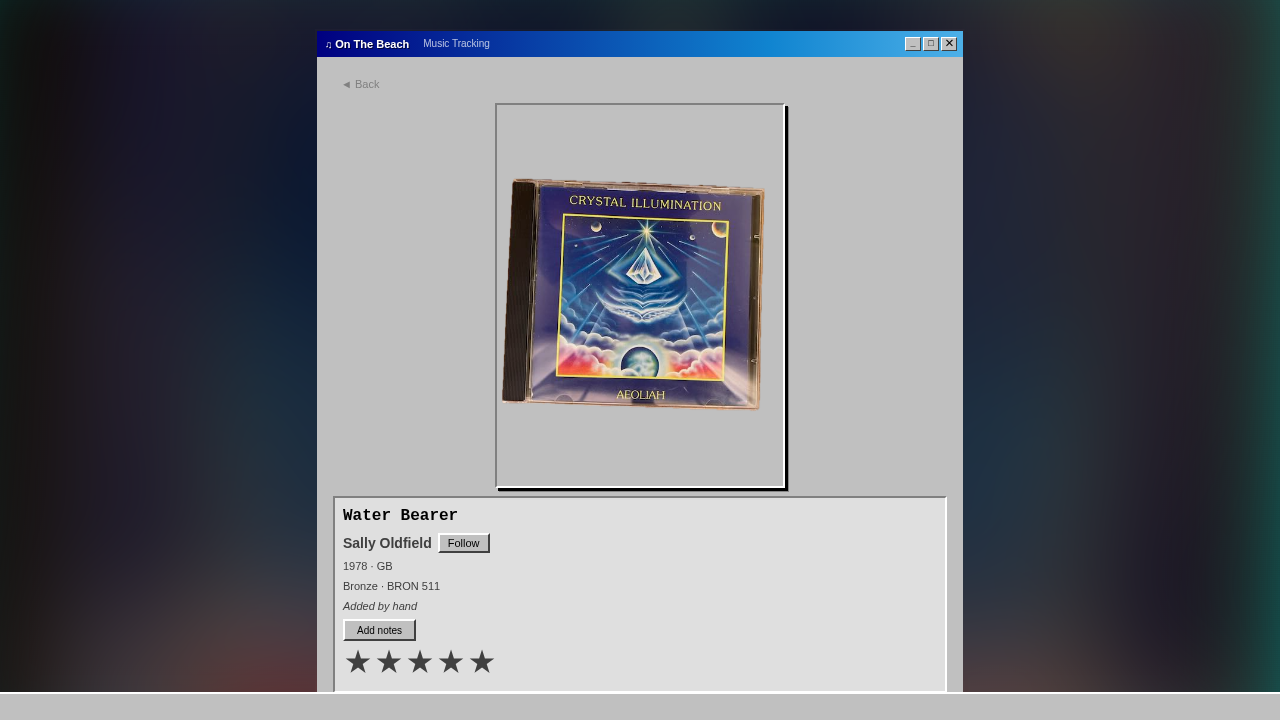 ♫ On The Beach Music Tracking
◄ Back
CRYSTAL ILLUMINATION
AEOLIAH
Water Bearer
Sally Oldfield Follow
1978 · GB
Bronze · BRON 511
Added by hand
Add notes
★★★★★